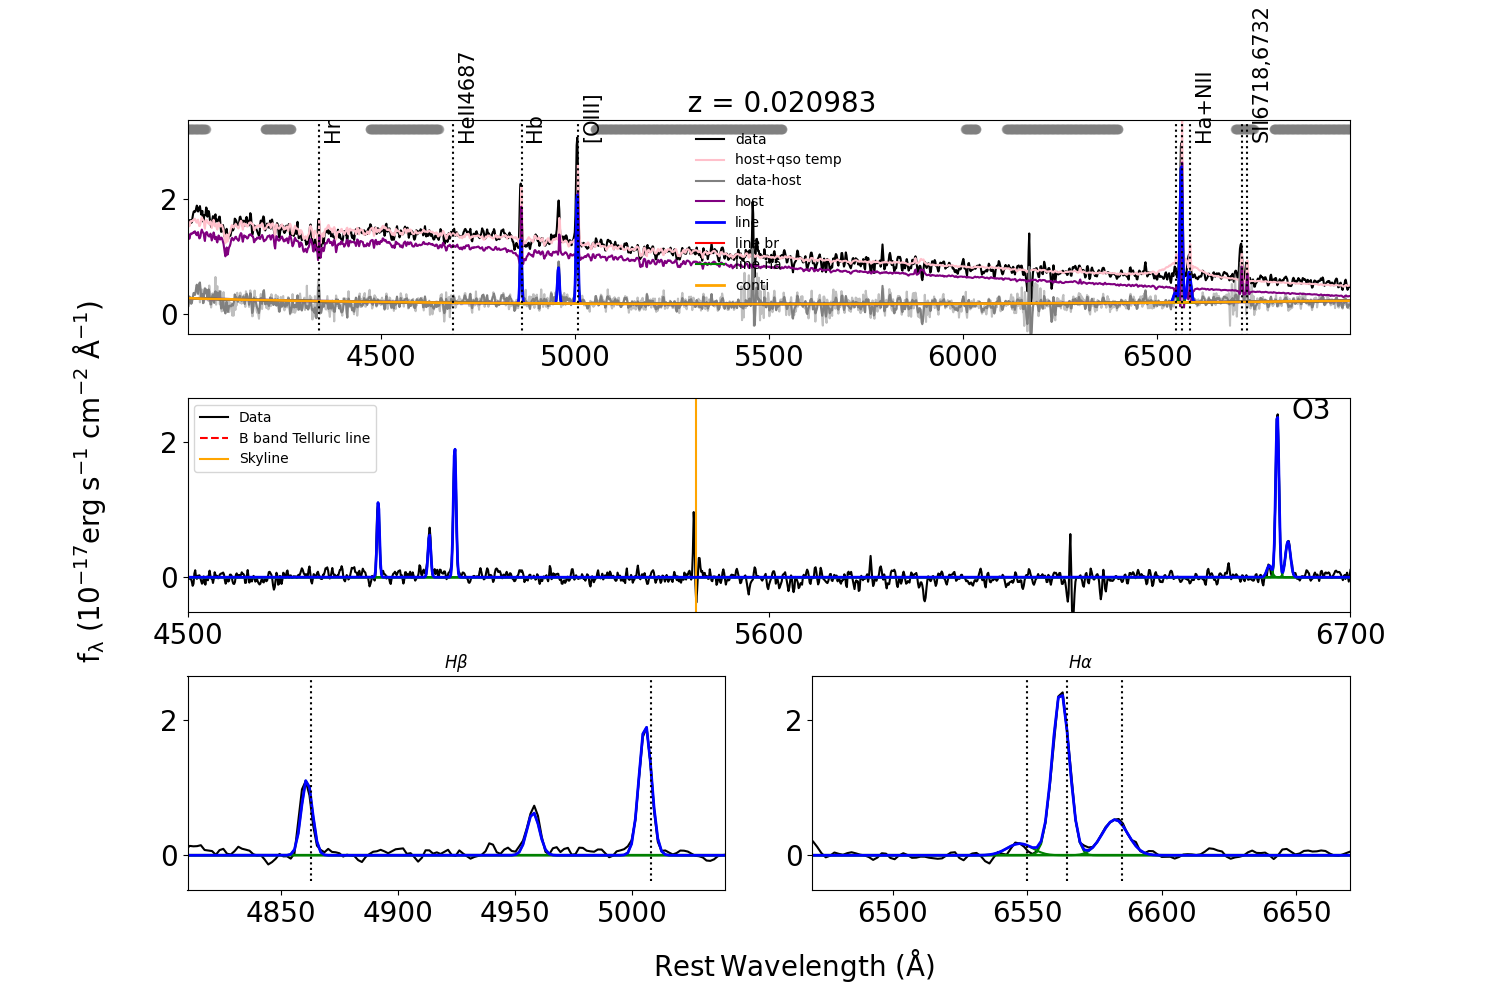 z = 0.020983
Hr
HeII4687
Hb
[OIII]
Ha+NII
SII6718,6732
data
host+qso temp
data-host
host
line
line br
line na
conti
2
0
4500 5000 5500 6000 6500
f_λ (10^−17 erg s^−1 cm^−2 Å^−1)
O3
Data
B band Telluric line
Skyline
2
0
4500 5600 6700
Hβ
2
0
4850 4900 4950 5000
Hα
2
0
6500 6550 6600 6650
Rest Wavelength (Å)